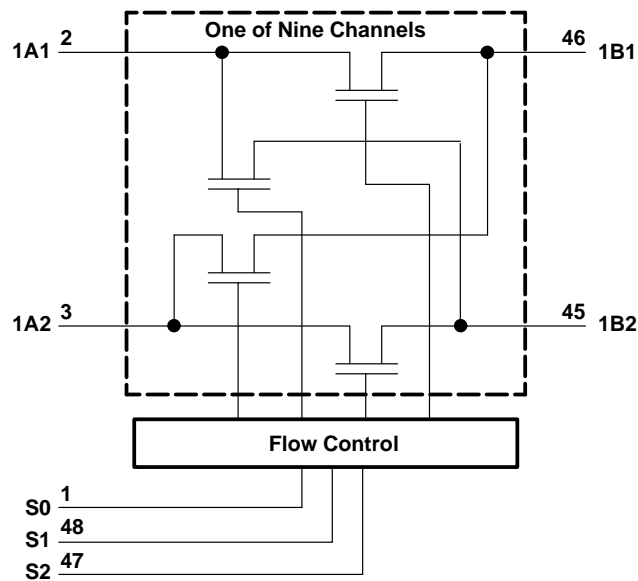 One of Nine Channels
1A1 2
46 1B1
1A2 3
45 1B2
Flow Control
S0 1
S1 48
S2 47